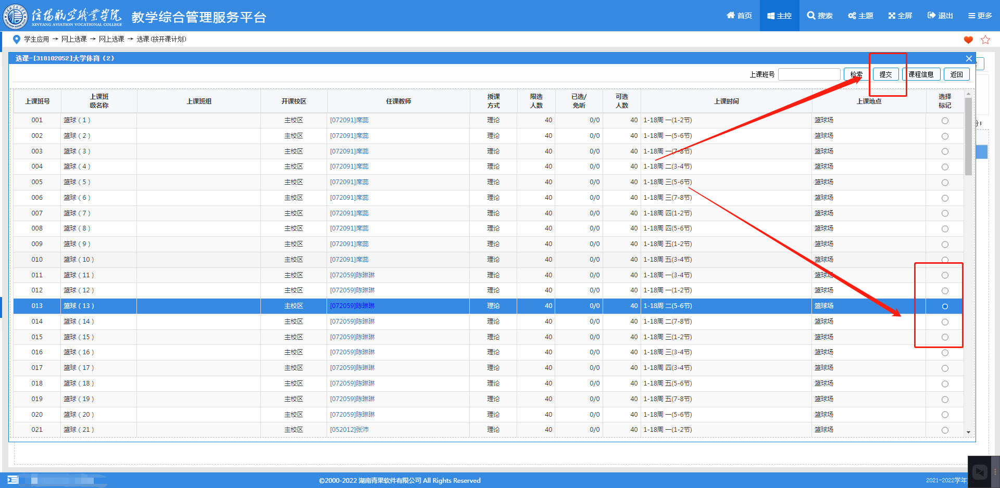 信阳航空职业学院
XINYANG AVIATION VOCATIONAL COLLEGE
教学综合管理服务平台
首页 主控 搜索 主题 全屏 退出 更多
学生应用 → 网上选课 → 网上选课 → 选课(按开课计划)
选课-[318102052]大学体育（2）
上课班号 检索 提交 课程信息 返回
上课班号 上课班级名称 上课班组 开课校区 任课教师 授课方式 限选人数 已选/免听 可选人数 上课时间 上课地点 选择标记
001 篮球（1） 主校区 [072091]席蕊 理论 40 0/0 40 1-18周 一(1-2节) 篮球场
002 篮球（2） 主校区 [072091]席蕊 理论 40 0/0 40 1-18周 一(5-6节) 篮球场
003 篮球（3） 主校区 [072091]席蕊 理论 40 0/0 40 1-18周 一(7-8节) 篮球场
004 篮球（4） 主校区 [072091]席蕊 理论 40 0/0 40 1-18周 二(3-4节) 篮球场
005 篮球（5） 主校区 [072091]席蕊 理论 40 0/0 40 1-18周 三(5-6节) 篮球场
006 篮球（6） 主校区 [072091]席蕊 理论 40 0/0 40 1-18周 三(7-8节) 篮球场
007 篮球（7） 主校区 [072091]席蕊 理论 40 0/0 40 1-18周 四(1-2节) 篮球场
008 篮球（8） 主校区 [072091]席蕊 理论 40 0/0 40 1-18周 四(5-6节) 篮球场
009 篮球（9） 主校区 [072091]席蕊 理论 40 0/0 40 1-18周 五(1-2节) 篮球场
010 篮球（10） 主校区 [072091]席蕊 理论 40 0/0 40 1-18周 五(3-4节) 篮球场
011 篮球（11） 主校区 [072059]陈琳琳 理论 40 0/0 40 1-18周 一(3-4节) 篮球场
012 篮球（12） 主校区 [072059]陈琳琳 理论 40 0/0 40 1-18周 一(1-2节) 篮球场
013 篮球（13） 主校区 [072059]陈琳琳 理论 40 0/0 40 1-18周 二(5-6节) 篮球场
014 篮球（14） 主校区 [072059]陈琳琳 理论 40 0/0 40 1-18周 二(7-8节) 篮球场
015 篮球（15） 主校区 [072059]陈琳琳 理论 40 0/0 40 1-18周 三(1-2节) 篮球场
016 篮球（16） 主校区 [072059]陈琳琳 理论 40 0/0 40 1-18周 三(3-4节) 篮球场
017 篮球（17） 主校区 [072059]陈琳琳 理论 40 0/0 40 1-18周 四(3-4节) 篮球场
018 篮球（18） 主校区 [072059]陈琳琳 理论 40 0/0 40 1-18周 五(5-6节) 篮球场
019 篮球（19） 主校区 [072059]陈琳琳 理论 40 0/0 40 1-18周 五(7-8节) 篮球场
020 篮球（20） 主校区 [072059]陈琳琳 理论 40 0/0 40 1-18周 一(5-6节) 篮球场
021 篮球（21） 主校区 [052012]张沛 理论 40 0/0 40 1-18周 一(1-2节) 篮球场
©2000-2022 湖南青果软件有限公司 All Rights Reserved
2021-2022学年